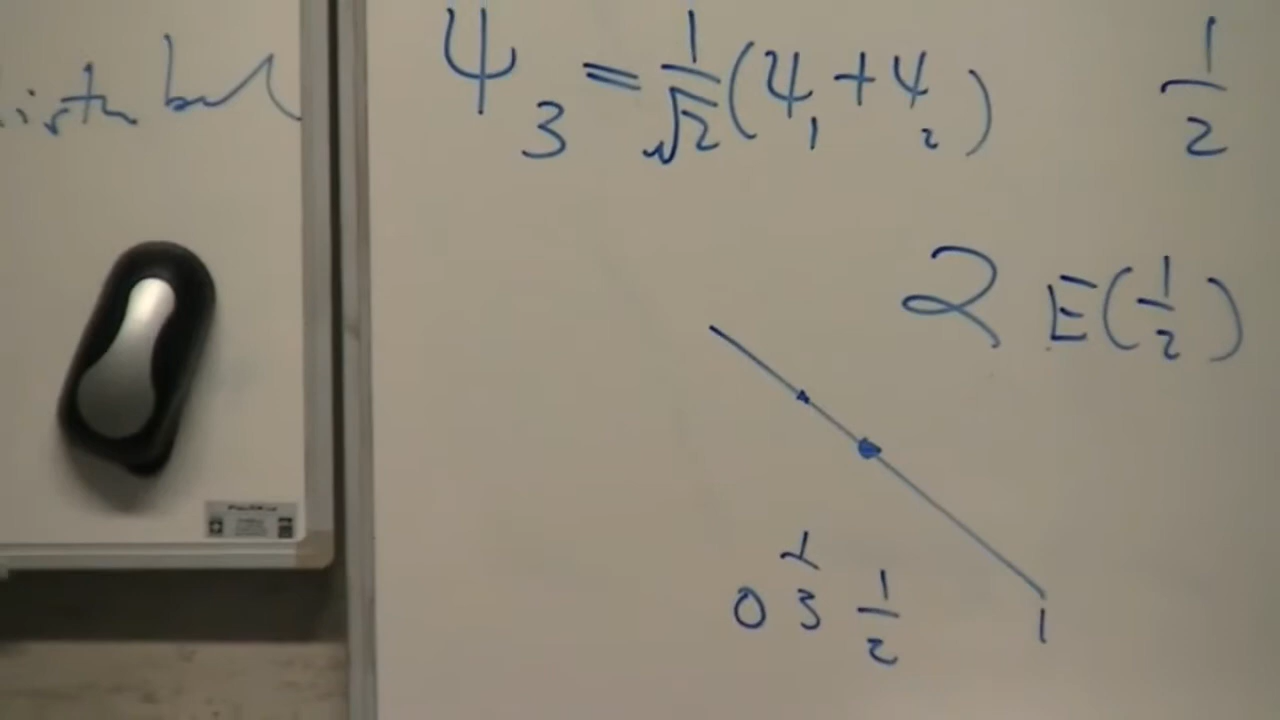 Ψ₃ = 1/√2 (Ψ₁ + Ψ₂)
1/2
2 E(1/2)
0 1/3 1/2 1